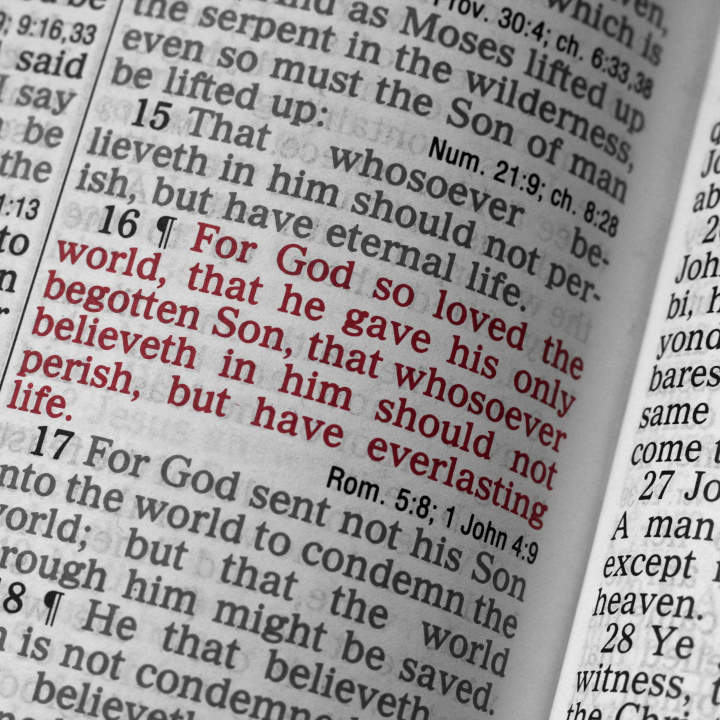 9:16,33
said
I say
be
the
1:13
to
Prov. 30:4; ch. 6:33,38
which is
as Moses lifted up
the serpent in the wilderness,
even so must the Son of man
be lifted up:
Num. 21:9; ch. 8:28
15 That whosoever be-
lieveth in him should not per-
ish, but have eternal life.
16 ¶ For God so loved the
world, that he gave his only
begotten Son, that whosoever
believeth in him should not
perish, but have everlasting
life.
Rom. 5:8; 1 John 4:9
17 For God sent not his Son
into the world to condemn the
world; but that the world
through him might be saved.
18 ¶ He that believeth
is not condemned
believeth
John
bi,
yond
bares
same
come
27 Jo
A man
except
heaven.
28 Ye
witness,
the